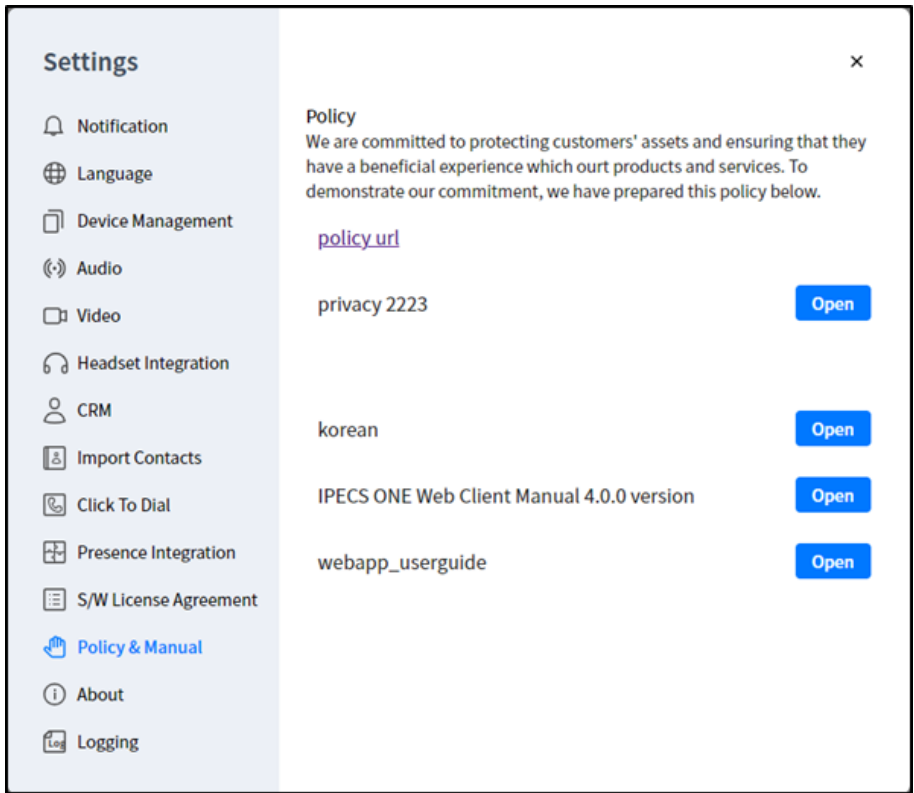 Settings
×
Notification
Language
Device Management
Audio
Video
Headset Integration
CRM
Import Contacts
Click To Dial
Presence Integration
S/W License Agreement
Policy & Manual
About
Log
Logging
Policy
We are committed to protecting customers' assets and ensuring that they
have a beneficial experience which ourt products and services. To
demonstrate our commitment, we have prepared this policy below.
policy url
privacy 2223
Open
korean
Open
IPECS ONE Web Client Manual 4.0.0 version
Open
webapp_userguide
Open